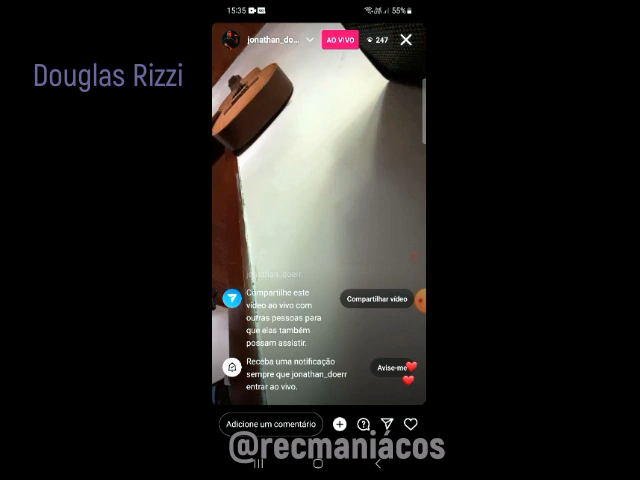 15:35
55%
jonathan_do...
AO VIVO
247
Douglas Rizzi
jonathan_doerr
Compartilhe este
vídeo ao vivo com
outras pessoas para
que elas também
possam assistir.
Compartilhar vídeo
Receba uma notificação
sempre que jonathan_doerr
entrar ao vivo.
Avise-me
Adicione um comentário
@recmaniácos